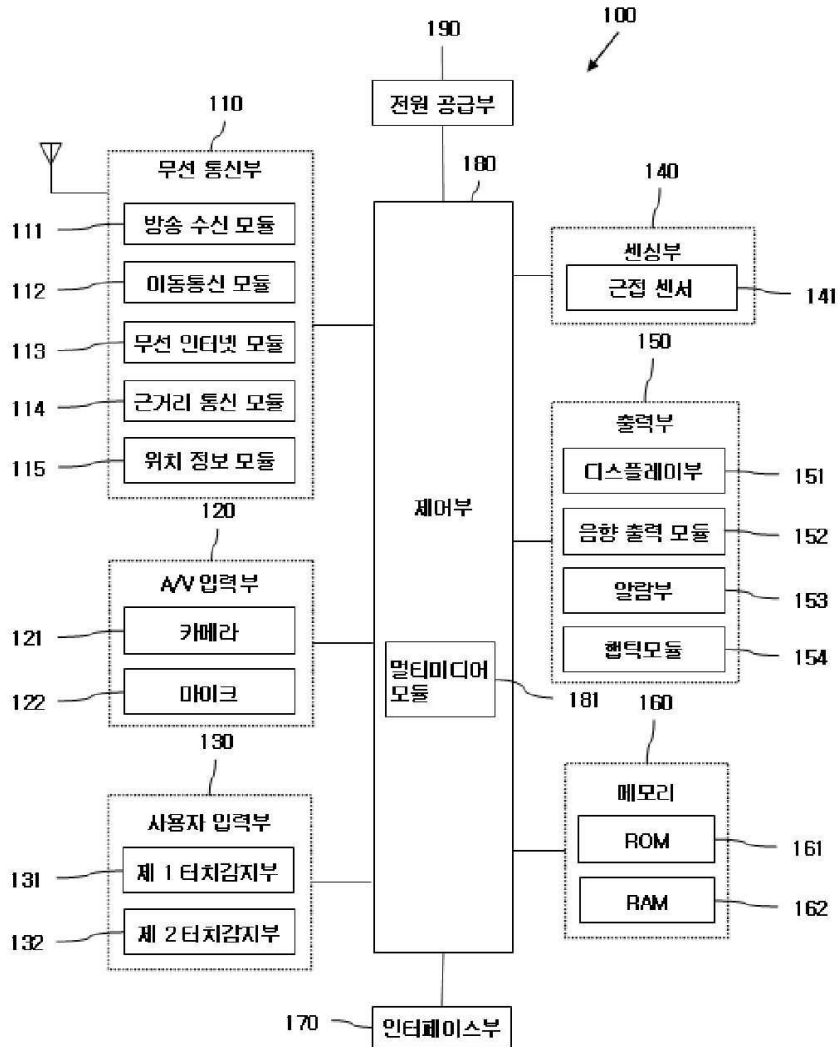 190
100
전원 공급부
110
무선 통신부
180
140
111
방송 수신 모듈
센싱부
112
이동통신 모듈
근접 센서
141
113
무선 인터넷 모듈
150
114
근거리 통신 모듈
출력부
115
위치 정보 모듈
디스플레이부
151
120
제어부
음향 출력 모듈
152
A/V 입력부
알람부
153
121
카메라
햅틱모듈
154
멀티미디어
모듈
181
122
마이크
160
130
메모리
사용자 입력부
ROM
161
131
제 1 터치감지부
RAM
162
132
제 2 터치감지부
170
인터페이스부